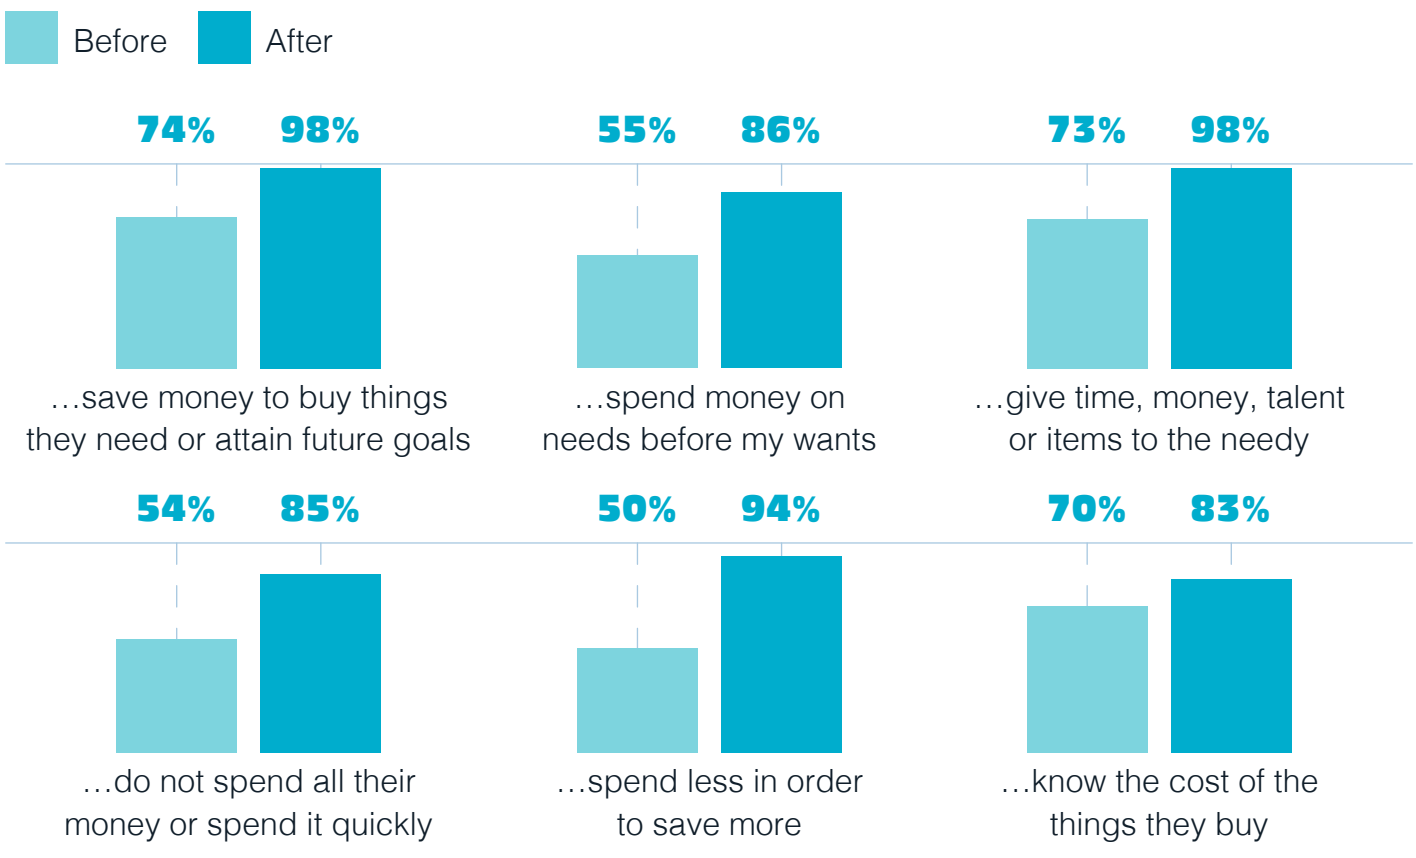 Before After
74% 98% 55% 86% 73% 98%
…save money to buy things
they need or attain future goals
…spend money on
needs before my wants
…give time, money, talent
or items to the needy
54% 85% 50% 94% 70% 83%
…do not spend all their
money or spend it quickly
…spend less in order
to save more
…know the cost of the
things they buy